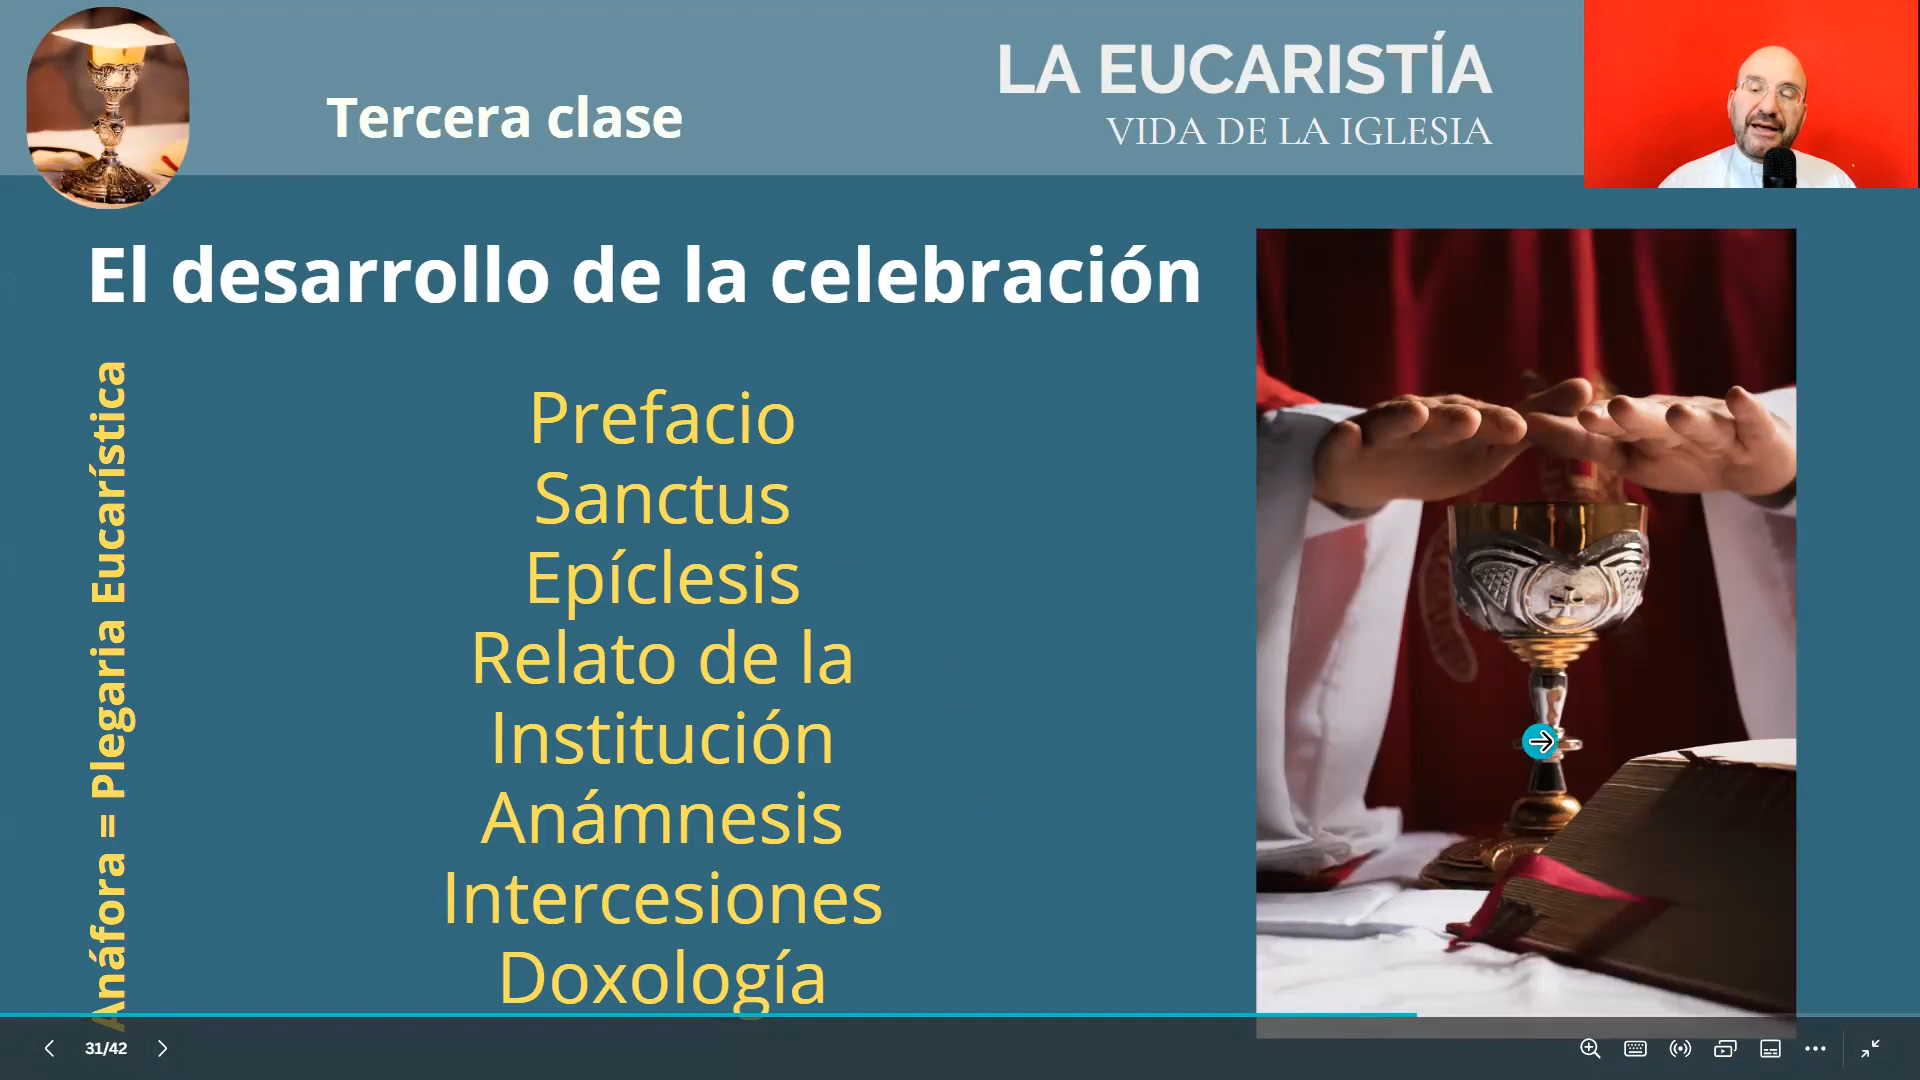 Tercera clase
LA EUCARISTÍA
VIDA DE LA IGLESIA
El desarrollo de la celebración
Anáfora = Plegaria Eucarística
Prefacio
Sanctus
Epíclesis
Relato de la
Institución
Anámnesis
Intercesiones
Doxología
31/42